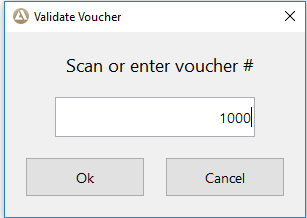 Validate Voucher
Scan or enter voucher #
1000
Ok
Cancel